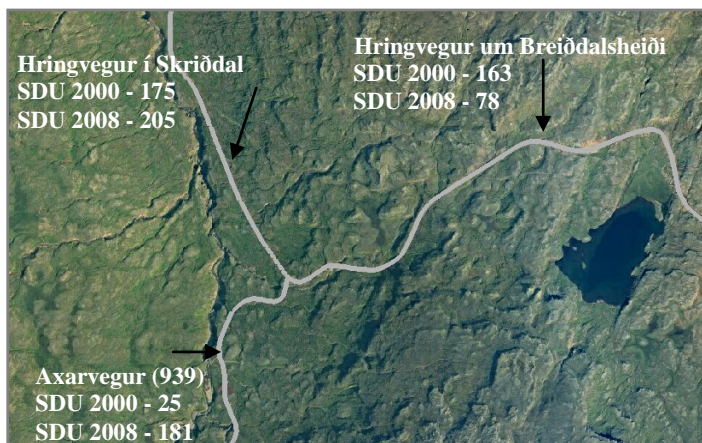 Hringvegur í Skriðdal
SDU 2000 - 175
SDU 2008 - 205
Hringvegur um Breiðdalsheiði
SDU 2000 - 163
SDU 2008 - 78
Axarvegur (939)
SDU 2000 - 25
SDU 2008 - 181